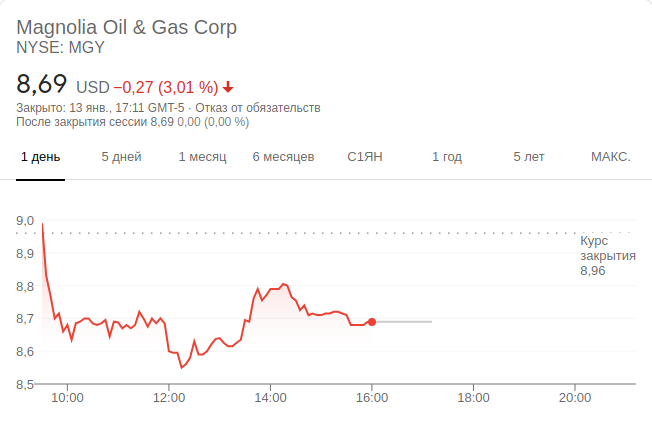 Magnolia Oil & Gas Corp
NYSE: MGY
8,69 USD −0,27 (3,01 %)
Закрыто: 13 янв., 17:11 GMT-5 · Отказ от обязательств
После закрытия сессии 8,69 0,00 (0,00 %)
1 день 5 дней 1 месяц 6 месяцев С1ЯН 1 год 5 лет МАКС.
9,0
Курс
закрытия
8,96
8,9
8,8
8,7
8,6
8,5
10:00 12:00 14:00 16:00 18:00 20:00